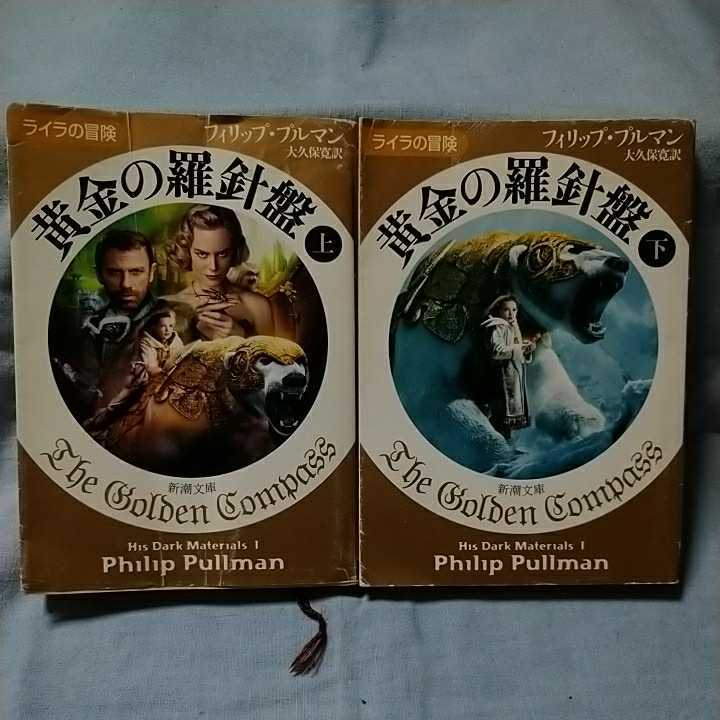 ライラの冒険
フィリップ・プルマン
大久保寛訳
黄金の羅針盤
上
新潮文庫
The Golden Compass
His Dark Materials I
Philip Pullman
ライラの冒険
フィリップ・プルマン
大久保寛訳
黄金の羅針盤
下
新潮文庫
The Golden Compass
His Dark Materials I
Philip Pullman